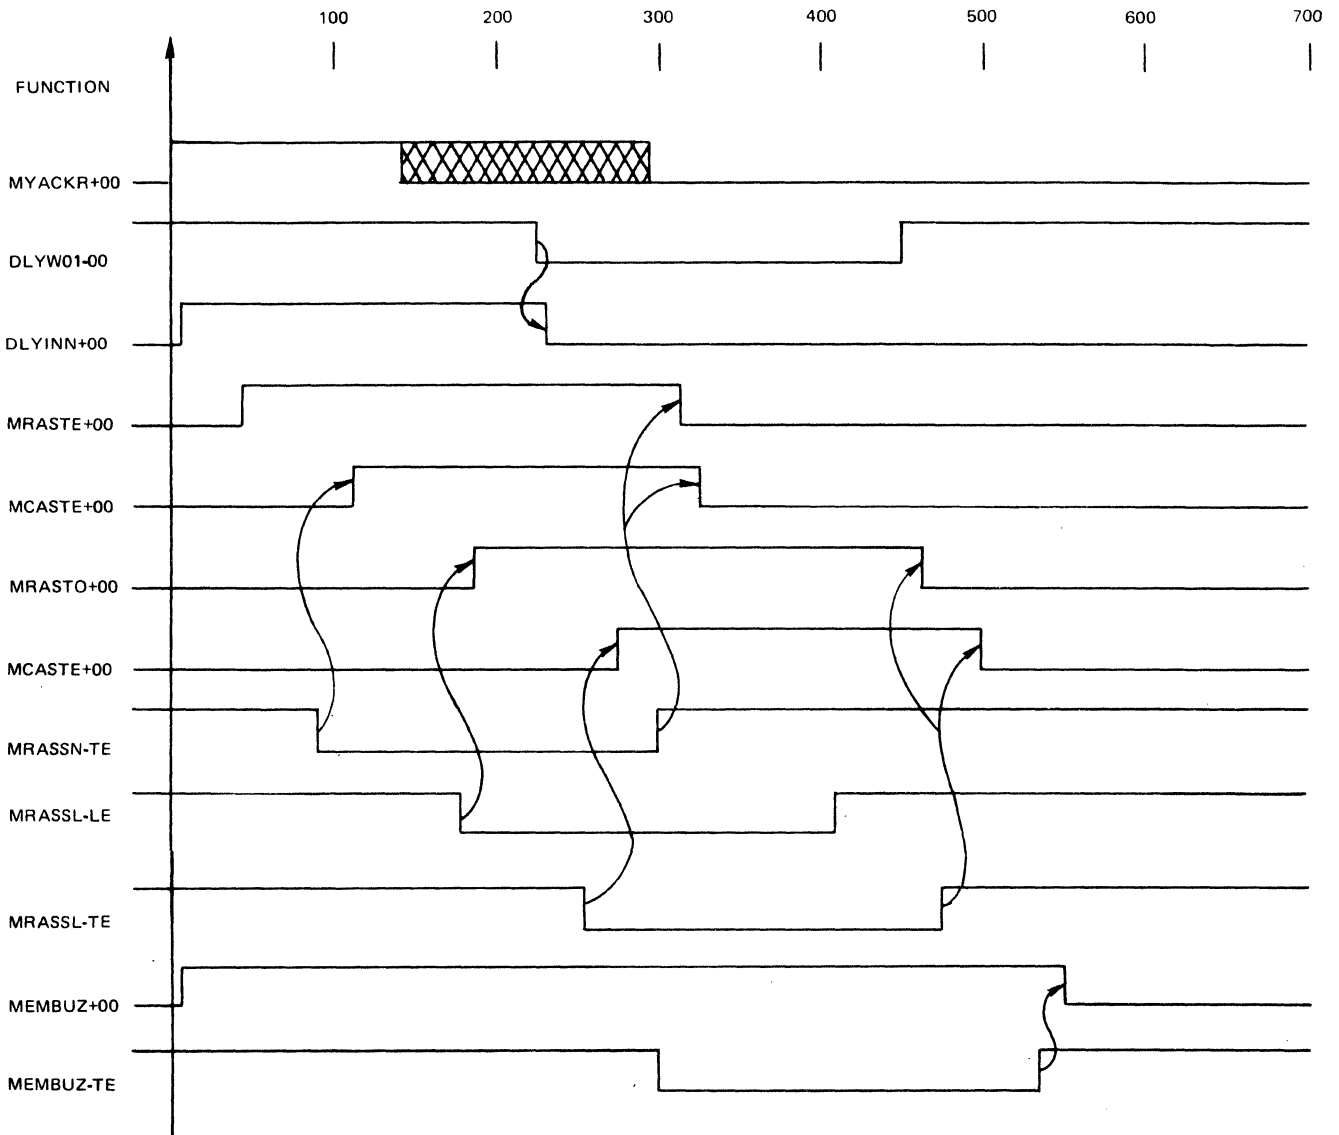 100 200 300 400 500 600 700
FUNCTION
MYACKR+00
DLYW01-00
DLYINN+00
MRASTE+00
MCASTE+00
MRASTO+00
MCASTE+00
MRASSN-TE
MRASSL-LE
MRASSL-TE
MEMBUZ+00
MEMBUZ-TE